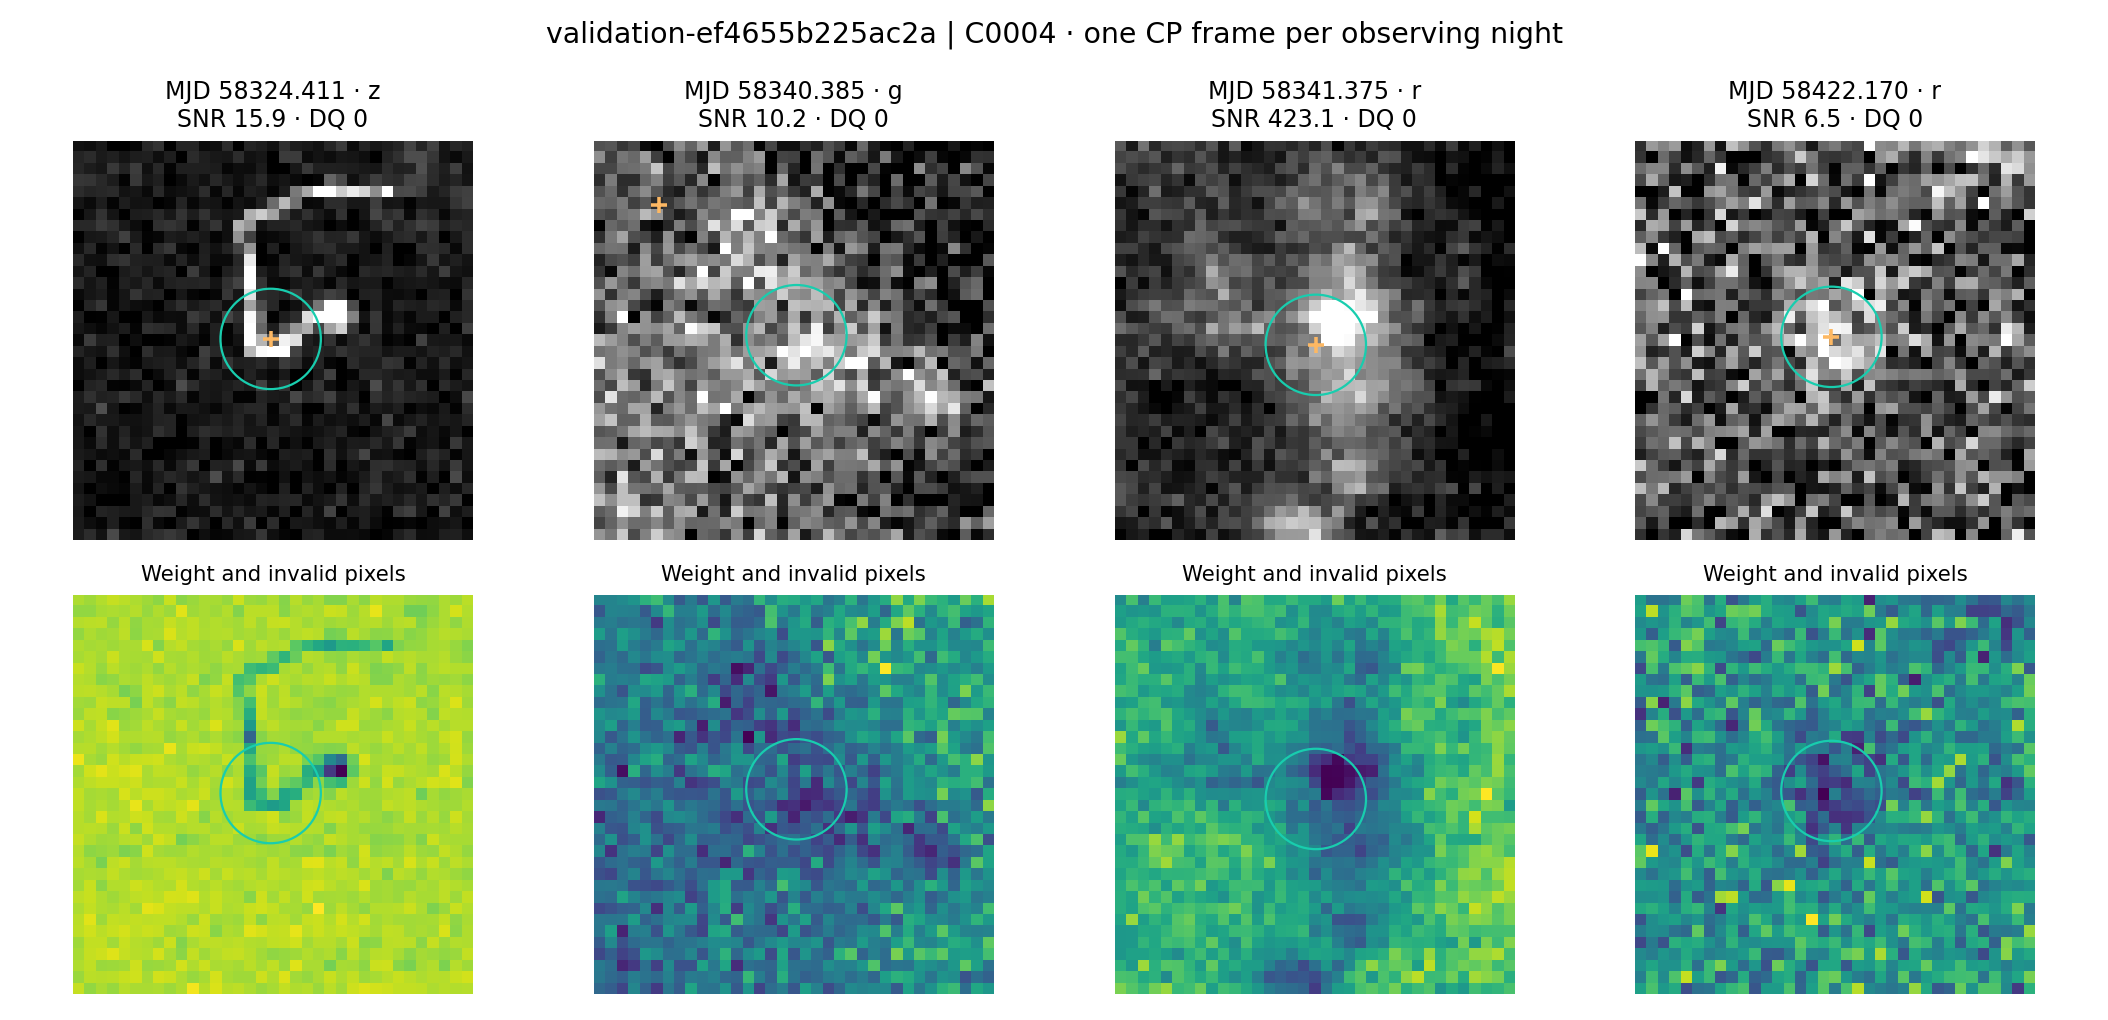 validation-ef4655b225ac2a | C0004 · one CP frame per observing night
MJD 58324.411 · z
SNR 15.9 · DQ 0
MJD 58340.385 · g
SNR 10.2 · DQ 0
MJD 58341.375 · r
SNR 423.1 · DQ 0
MJD 58422.170 · r
SNR 6.5 · DQ 0
Weight and invalid pixels
Weight and invalid pixels
Weight and invalid pixels
Weight and invalid pixels